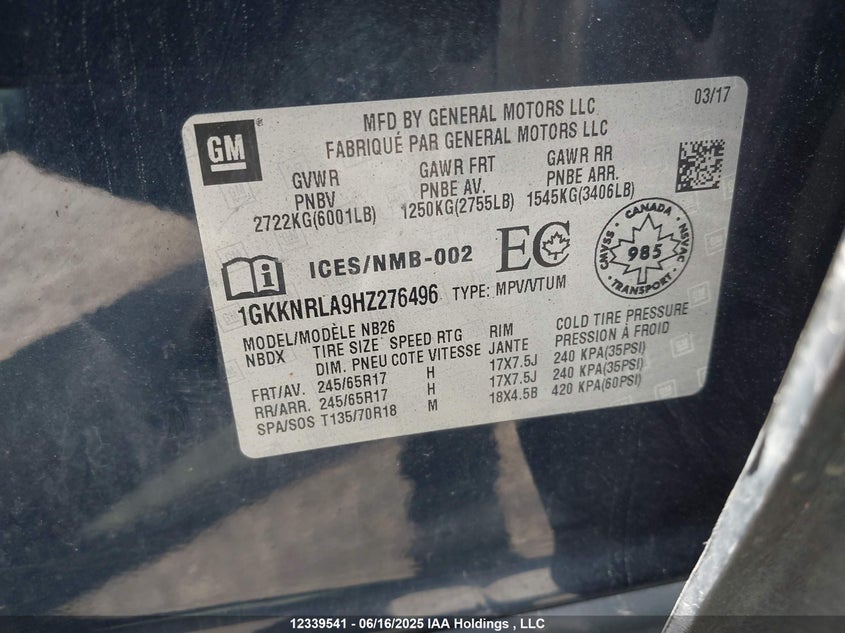 GM
MFD BY GENERAL MOTORS LLC
03/17
FABRIQUÉ PAR GENERAL MOTORS LLC
GVWR GAWR FRT GAWR RR
PNBV PNBE AV. PNBE ARR.
2722KG(6001LB) 1250KG(2755LB) 1545KG(3406LB)
i ICES/NMB-002 EC
CANADA
CMVSS 985 NSVAC
TRANSPORT
1GKKNRLA9HZ276496 TYPE: MPV/VTUM
MODEL/MODÈLE NB26
NBDX TIRE SIZE SPEED RTG RIM COLD TIRE PRESSURE
DIM. PNEU COTE VITESSE JANTE PRESSION À FROID
FRT/AV. 245/65R17 H 17X7.5J 240 KPA(35PSI)
RR/ARR. 245/65R17 H 17X7.5J 240 KPA(35PSI)
SPA/SOS T135/70R18 M 18X4.5B 420 KPA(60PSI)
12339541 - 06/16/2025 IAA Holdings , LLC